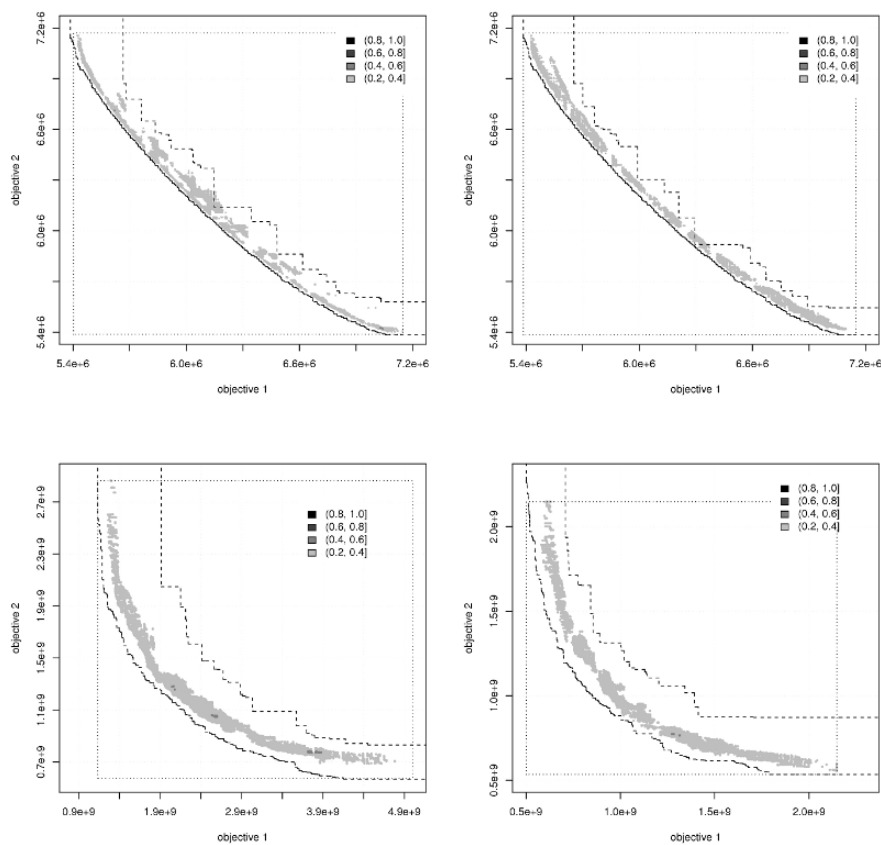 (0.8, 1.0]
(0.6, 0.8]
(0.4, 0.6]
(0.2, 0.4]
objective 2
7.2e+6
6.6e+6
6.0e+6
5.4e+6
5.4e+6 6.0e+6 6.6e+6 7.2e+6
objective 1
(0.8, 1.0]
(0.6, 0.8]
(0.4, 0.6]
(0.2, 0.4]
objective 2
7.2e+6
6.6e+6
6.0e+6
5.4e+6
5.4e+6 6.0e+6 6.6e+6 7.2e+6
objective 1
(0.8, 1.0]
(0.6, 0.8]
(0.4, 0.6]
(0.2, 0.4]
objective 2
2.7e+9
2.3e+9
1.9e+9
1.5e+9
1.1e+9
0.7e+9
0.9e+9 1.9e+9 2.9e+9 3.9e+9 4.9e+9
objective 1
(0.8, 1.0]
(0.6, 0.8]
(0.4, 0.6]
(0.2, 0.4]
objective 2
2.0e+9
1.5e+9
1.0e+9
0.5e+9
0.5e+9 1.0e+9 1.5e+9 2.0e+9
objective 1